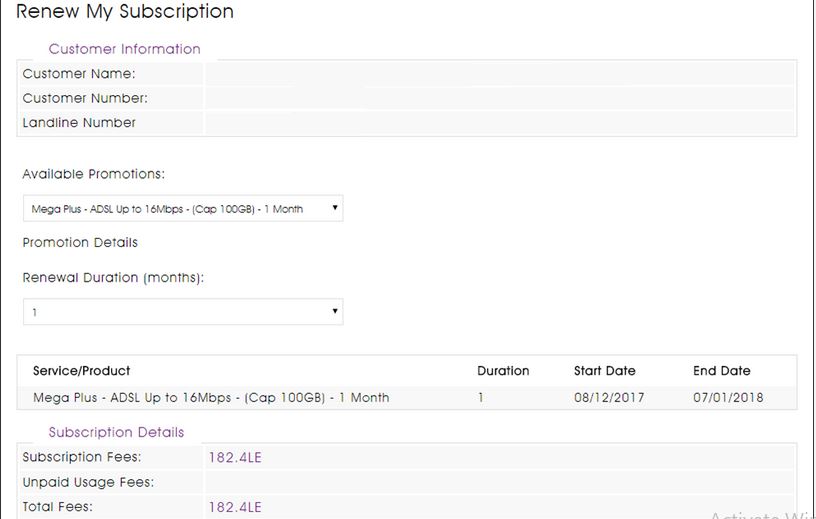 Renew My Subscription
Customer Information
Customer Name:
Customer Number:
Landline Number
Available Promotions:
Mega Plus - ADSL Up to 16Mbps - (Cap 100GB) - 1 Month
Promotion Details
Renewal Duration (months):
1
Service/Product Duration Start Date End Date
Mega Plus - ADSL Up to 16Mbps - (Cap 100GB) - 1 Month 1 08/12/2017 07/01/2018
Subscription Details
Subscription Fees: 182.4LE
Unpaid Usage Fees:
Total Fees: 182.4LE